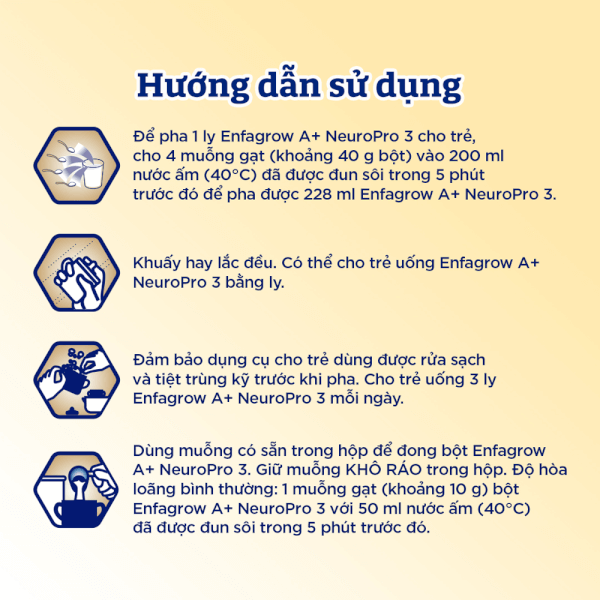 Hướng dẫn sử dụng
Để pha 1 ly Enfagrow A+ NeuroPro 3 cho trẻ,
cho 4 muỗng gạt (khoảng 40 g bột) vào 200 ml
nước ấm (40°C) đã được đun sôi trong 5 phút
trước đó để pha được 228 ml Enfagrow A+ NeuroPro 3.
Khuấy hay lắc đều. Có thể cho trẻ uống Enfagrow A+
NeuroPro 3 bằng ly.
Đảm bảo dụng cụ cho trẻ dùng được rửa sạch
và tiệt trùng kỹ trước khi pha. Cho trẻ uống 3 ly
Enfagrow A+ NeuroPro 3 mỗi ngày.
Dùng muỗng có sẵn trong hộp để đong bột Enfagrow
A+ NeuroPro 3. Giữ muỗng KHÔ RÁO trong hộp. Độ hòa
loãng bình thường: 1 muỗng gạt (khoảng 10 g) bột
Enfagrow A+ NeuroPro 3 với 50 ml nước ấm (40°C)
đã được đun sôi trong 5 phút trước đó.